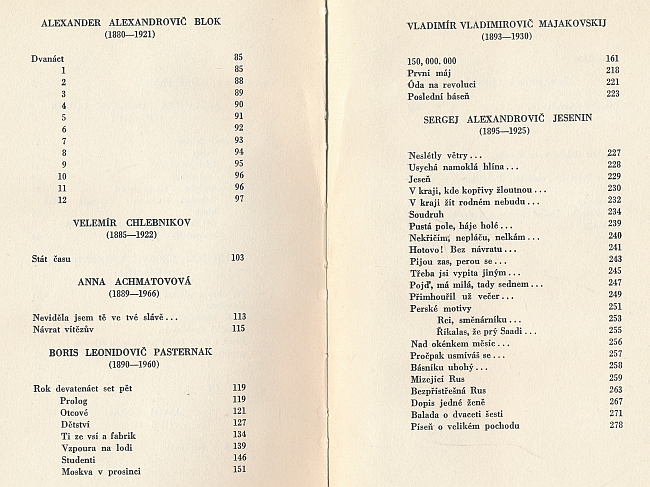 ALEXANDER ALEXANDROVIČ BLOK
(1880—1921)
Dvanáct 85
1 85
2 88
3 89
4 90
5 91
6 92
7 93
8 94
9 95
10 96
11 96
12 97
VELEMÍR CHLEBNIKOV
(1885—1922)
Stát času 103
ANNA ACHMATOVOVÁ
(1889—1966)
Neviděla jsem tě ve tvé slávě... 113
Návrat vítězův 115
BORIS LEONIDOVIČ PASTERNAK
(1890—1960)
Rok devatenáct set pět 119
Prolog 119
Otcové 121
Dětství 127
Ti ze vsi a fabrik 134
Vzpoura na lodi 139
Studenti 146
Moskva v prosinci 151
VLADIMÍR VLADIMIROVIČ MAJAKOVSKIJ
(1893—1930)
150,000.000 161
První máj 218
Óda na revoluci 221
Poslední báseň 223
SERGEJ ALEXANDROVIČ JESENIN
(1895—1925)
Neslétly větry... 227
Usychá namoklá hlína... 228
Jeseň 229
V kraji, kde kopřivy žloutnou... 230
V kraji žít rodném nebudu... 232
Soudruh 234
Pustá pole, háje holé... 239
Nekřičím, nepláču, nelkám... 240
Hotovo! Bez návratu... 241
Pijou zas, perou se... 243
Třeba jsi vypita jiným... 245
Pojď, má milá, tady sednem... 247
Přimhouřil už večer... 249
Perské motivy 251
Rci, směnárníku... 253
Říkalas, že prý Saadi... 255
Nad okénkem měsíc... 256
Pročpak usmíváš se... 257
Básníku ubohý... 258
Mizející Rus 259
Bezpřístřešná Rus 263
Dopis jedné ženě 267
Balada o dvaceti šesti 271
Píseň o velikém pochodu 278